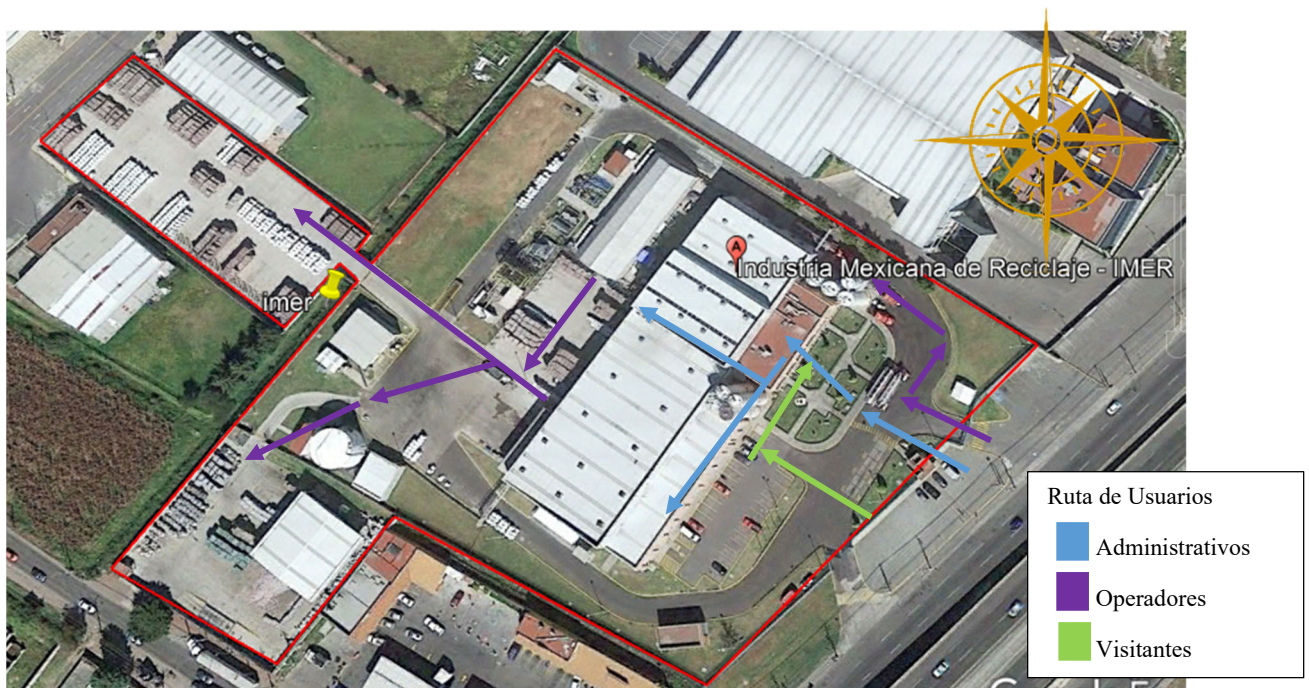 A
Industria Mexicana de Reciclaje - IMER
imer
Ruta de Usuarios
Administrativos
Operadores
Visitantes